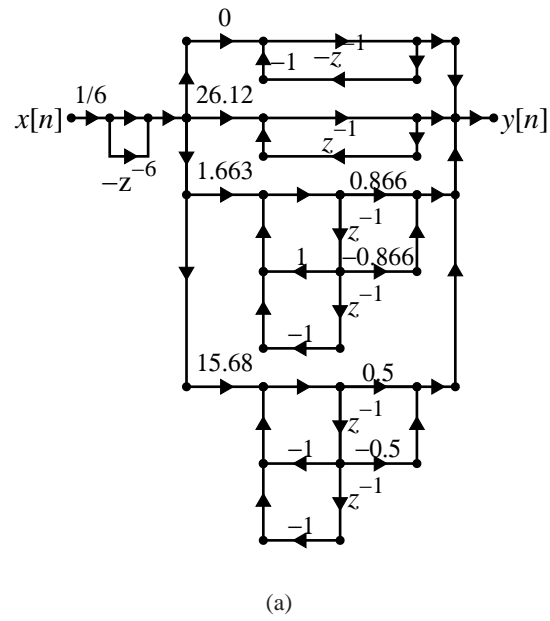 0
–z^–1
–1
1/6
26.12
x[n]
y[n]
z^–1
–z^–6
1.663
0.866
z^–1
1
–0.866
z^–1
–1
15.68
0.5
z^–1
–1
–0.5
z^–1
–1
(a)